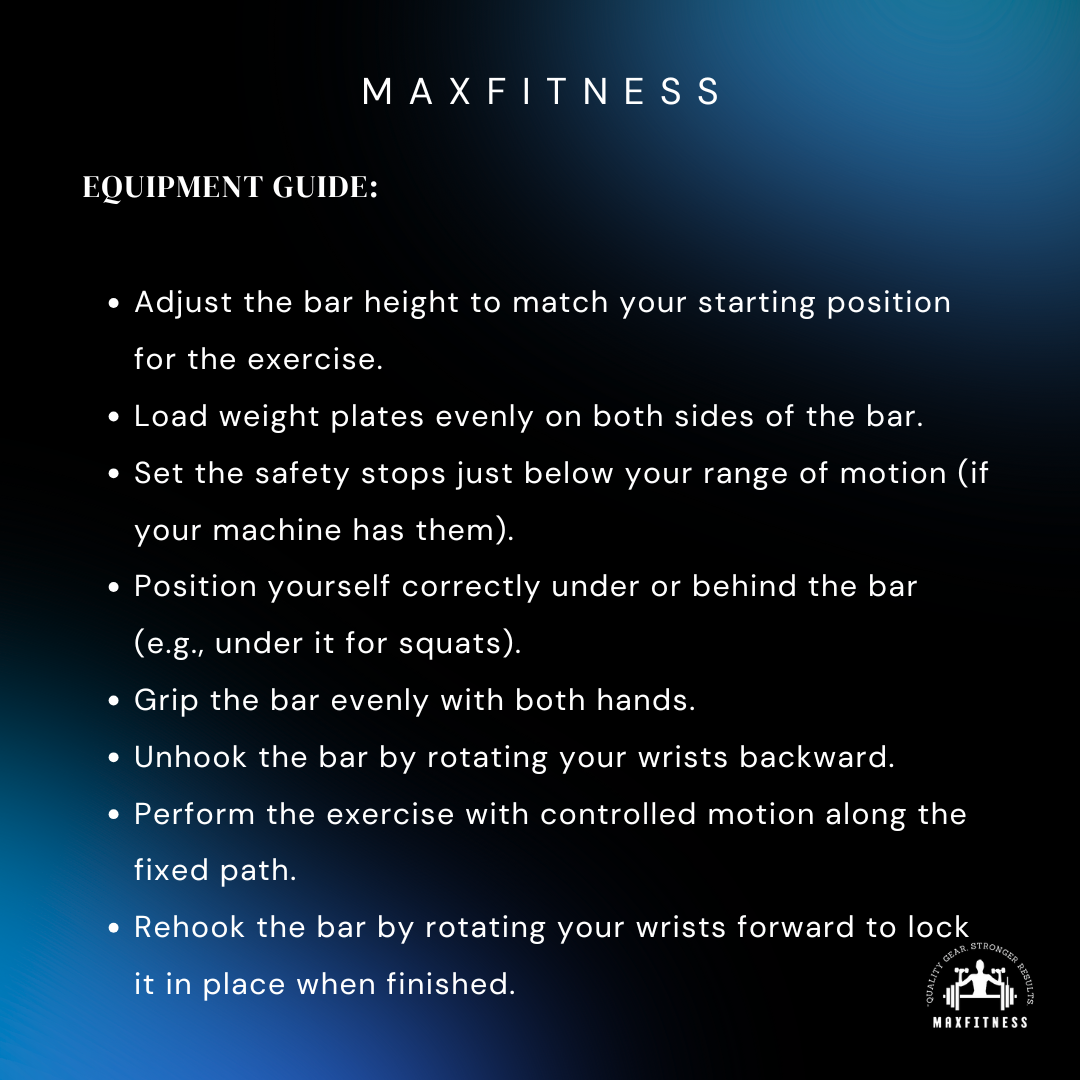 MAXFITNESS
EQUIPMENT GUIDE:
• Adjust the bar height to match your starting position
for the exercise.
• Load weight plates evenly on both sides of the bar.
• Set the safety stops just below your range of motion (if
your machine has them).
• Position yourself correctly under or behind the bar
(e.g., under it for squats).
• Grip the bar evenly with both hands.
• Unhook the bar by rotating your wrists backward.
• Perform the exercise with controlled motion along the
fixed path.
• Rehook the bar by rotating your wrists forward to lock
it in place when finished.
"QUALITY GEAR, STRONGER RESULTS.
MAXFITNESS